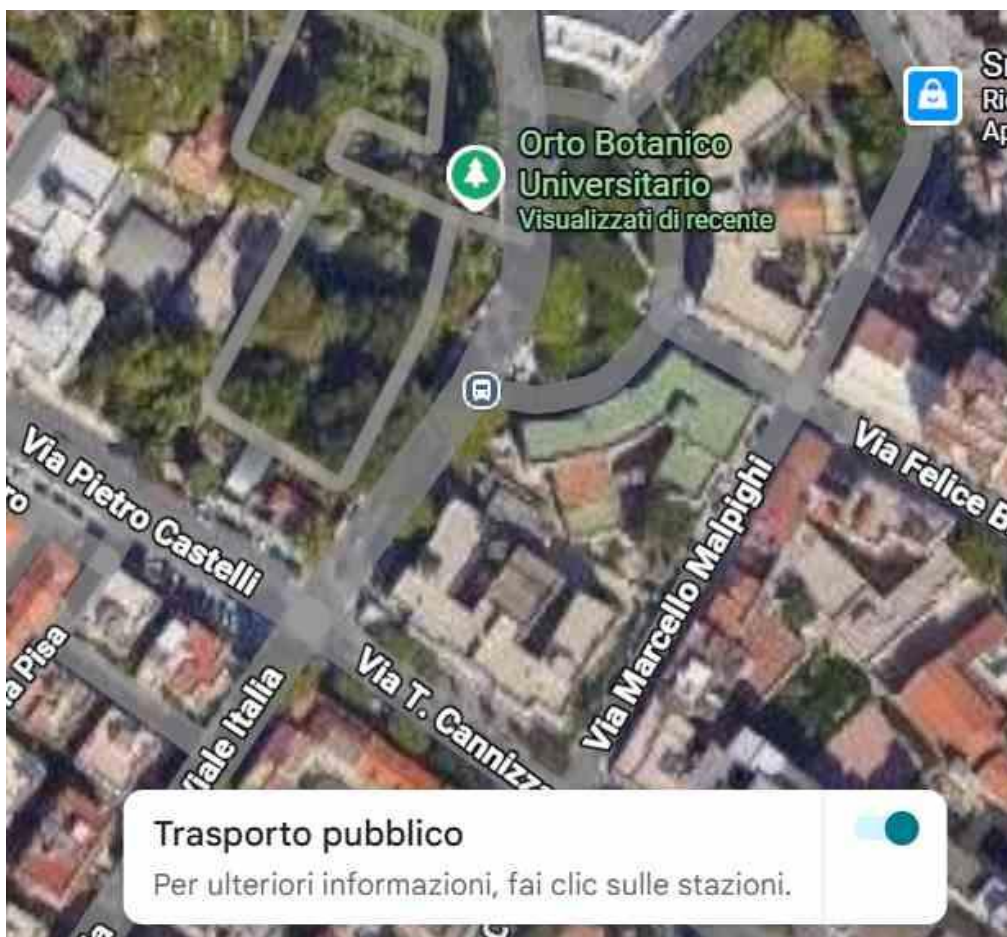 Orto Botanico
Universitario
Visualizzati di recente
Via Pietro Castelli
Via Felice
Via Marcello Malpighi
Via T.
Viale Italia
Pisa
Trasporto pubblico
Per ulteriori informazioni, fai clic sulle stazioni.